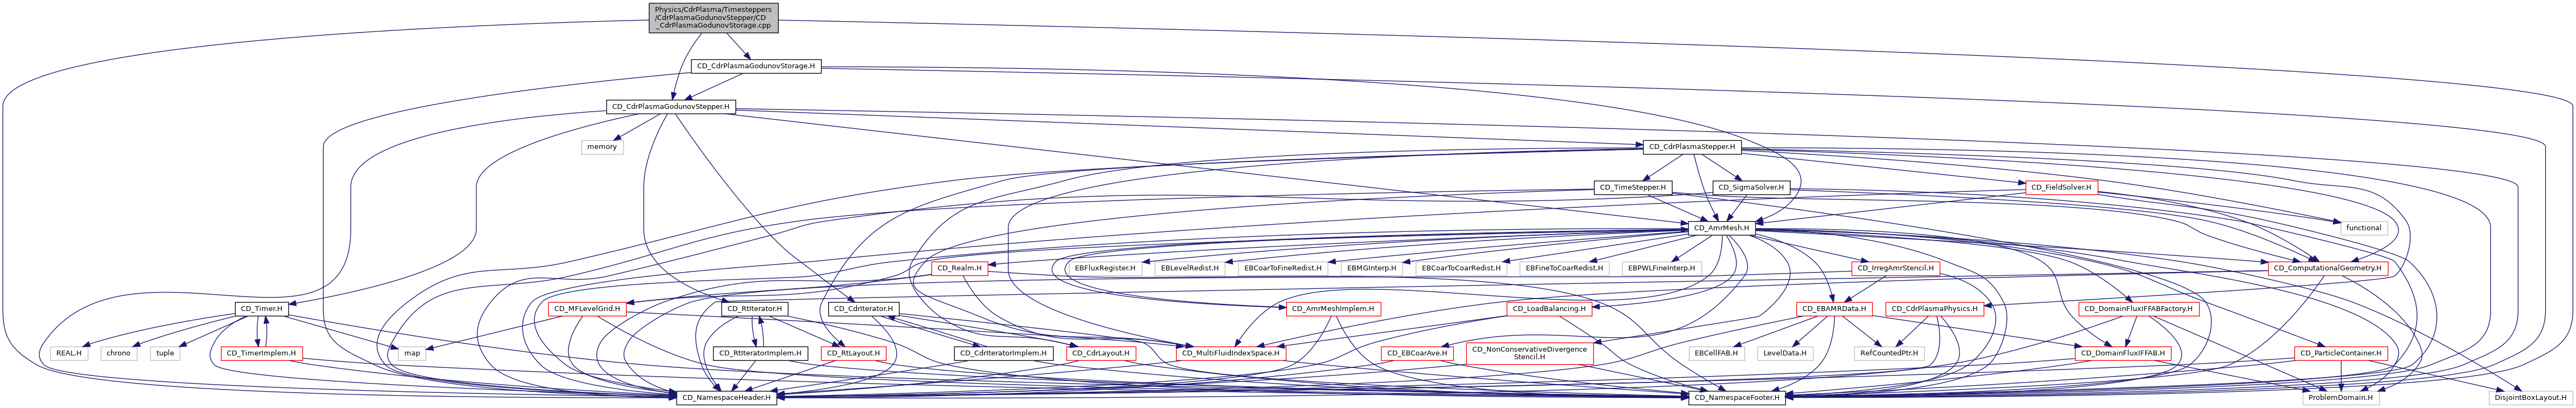 Physics/CdrPlasma/Timesteppers
/CdrPlasmaGodunovStepper/CD
_CdrPlasmaGodunovStorage.cpp
CD_CdrPlasmaGodunovStorage.H
CD_CdrPlasmaGodunovStepper.H
memory
CD_CdrPlasmaStepper.H
CD_TimeStepper.H
CD_SigmaSolver.H
CD_FieldSolver.H
CD_AmrMesh.H
functional
CD_Realm.H
EBFluxRegister.H
EBLevelRedist.H
EBCoarToFineRedist.H
EBMGInterp.H
EBCoarToCoarRedist.H
EBFineToCoarRedist.H
EBPWLFineInterp.H
CD_IrregAmrStencil.H
CD_ComputationalGeometry.H
CD_Timer.H
CD_MFLevelGrid.H
CD_RtIterator.H
CD_CdrIterator.H
CD_AmrMeshImplem.H
CD_LoadBalancing.H
CD_EBAMRData.H
CD_CdrPlasmaPhysics.H
CD_DomainFluxIFFABFactory.H
REAL.H
chrono
tuple
CD_TimerImplem.H
map
CD_RtIteratorImplem.H
CD_RtLayout.H
CD_CdrIteratorImplem.H
CD_CdrLayout.H
CD_MultiFluidIndexSpace.H
CD_EBCoarAve.H
CD_NonConservativeDivergence
Stencil.H
EBCellFAB.H
LevelData.H
RefCountedPtr.H
CD_DomainFluxIFFAB.H
CD_ParticleContainer.H
CD_NamespaceHeader.H
CD_NamespaceFooter.H
ProblemDomain.H
DisjointBoxLayout.H